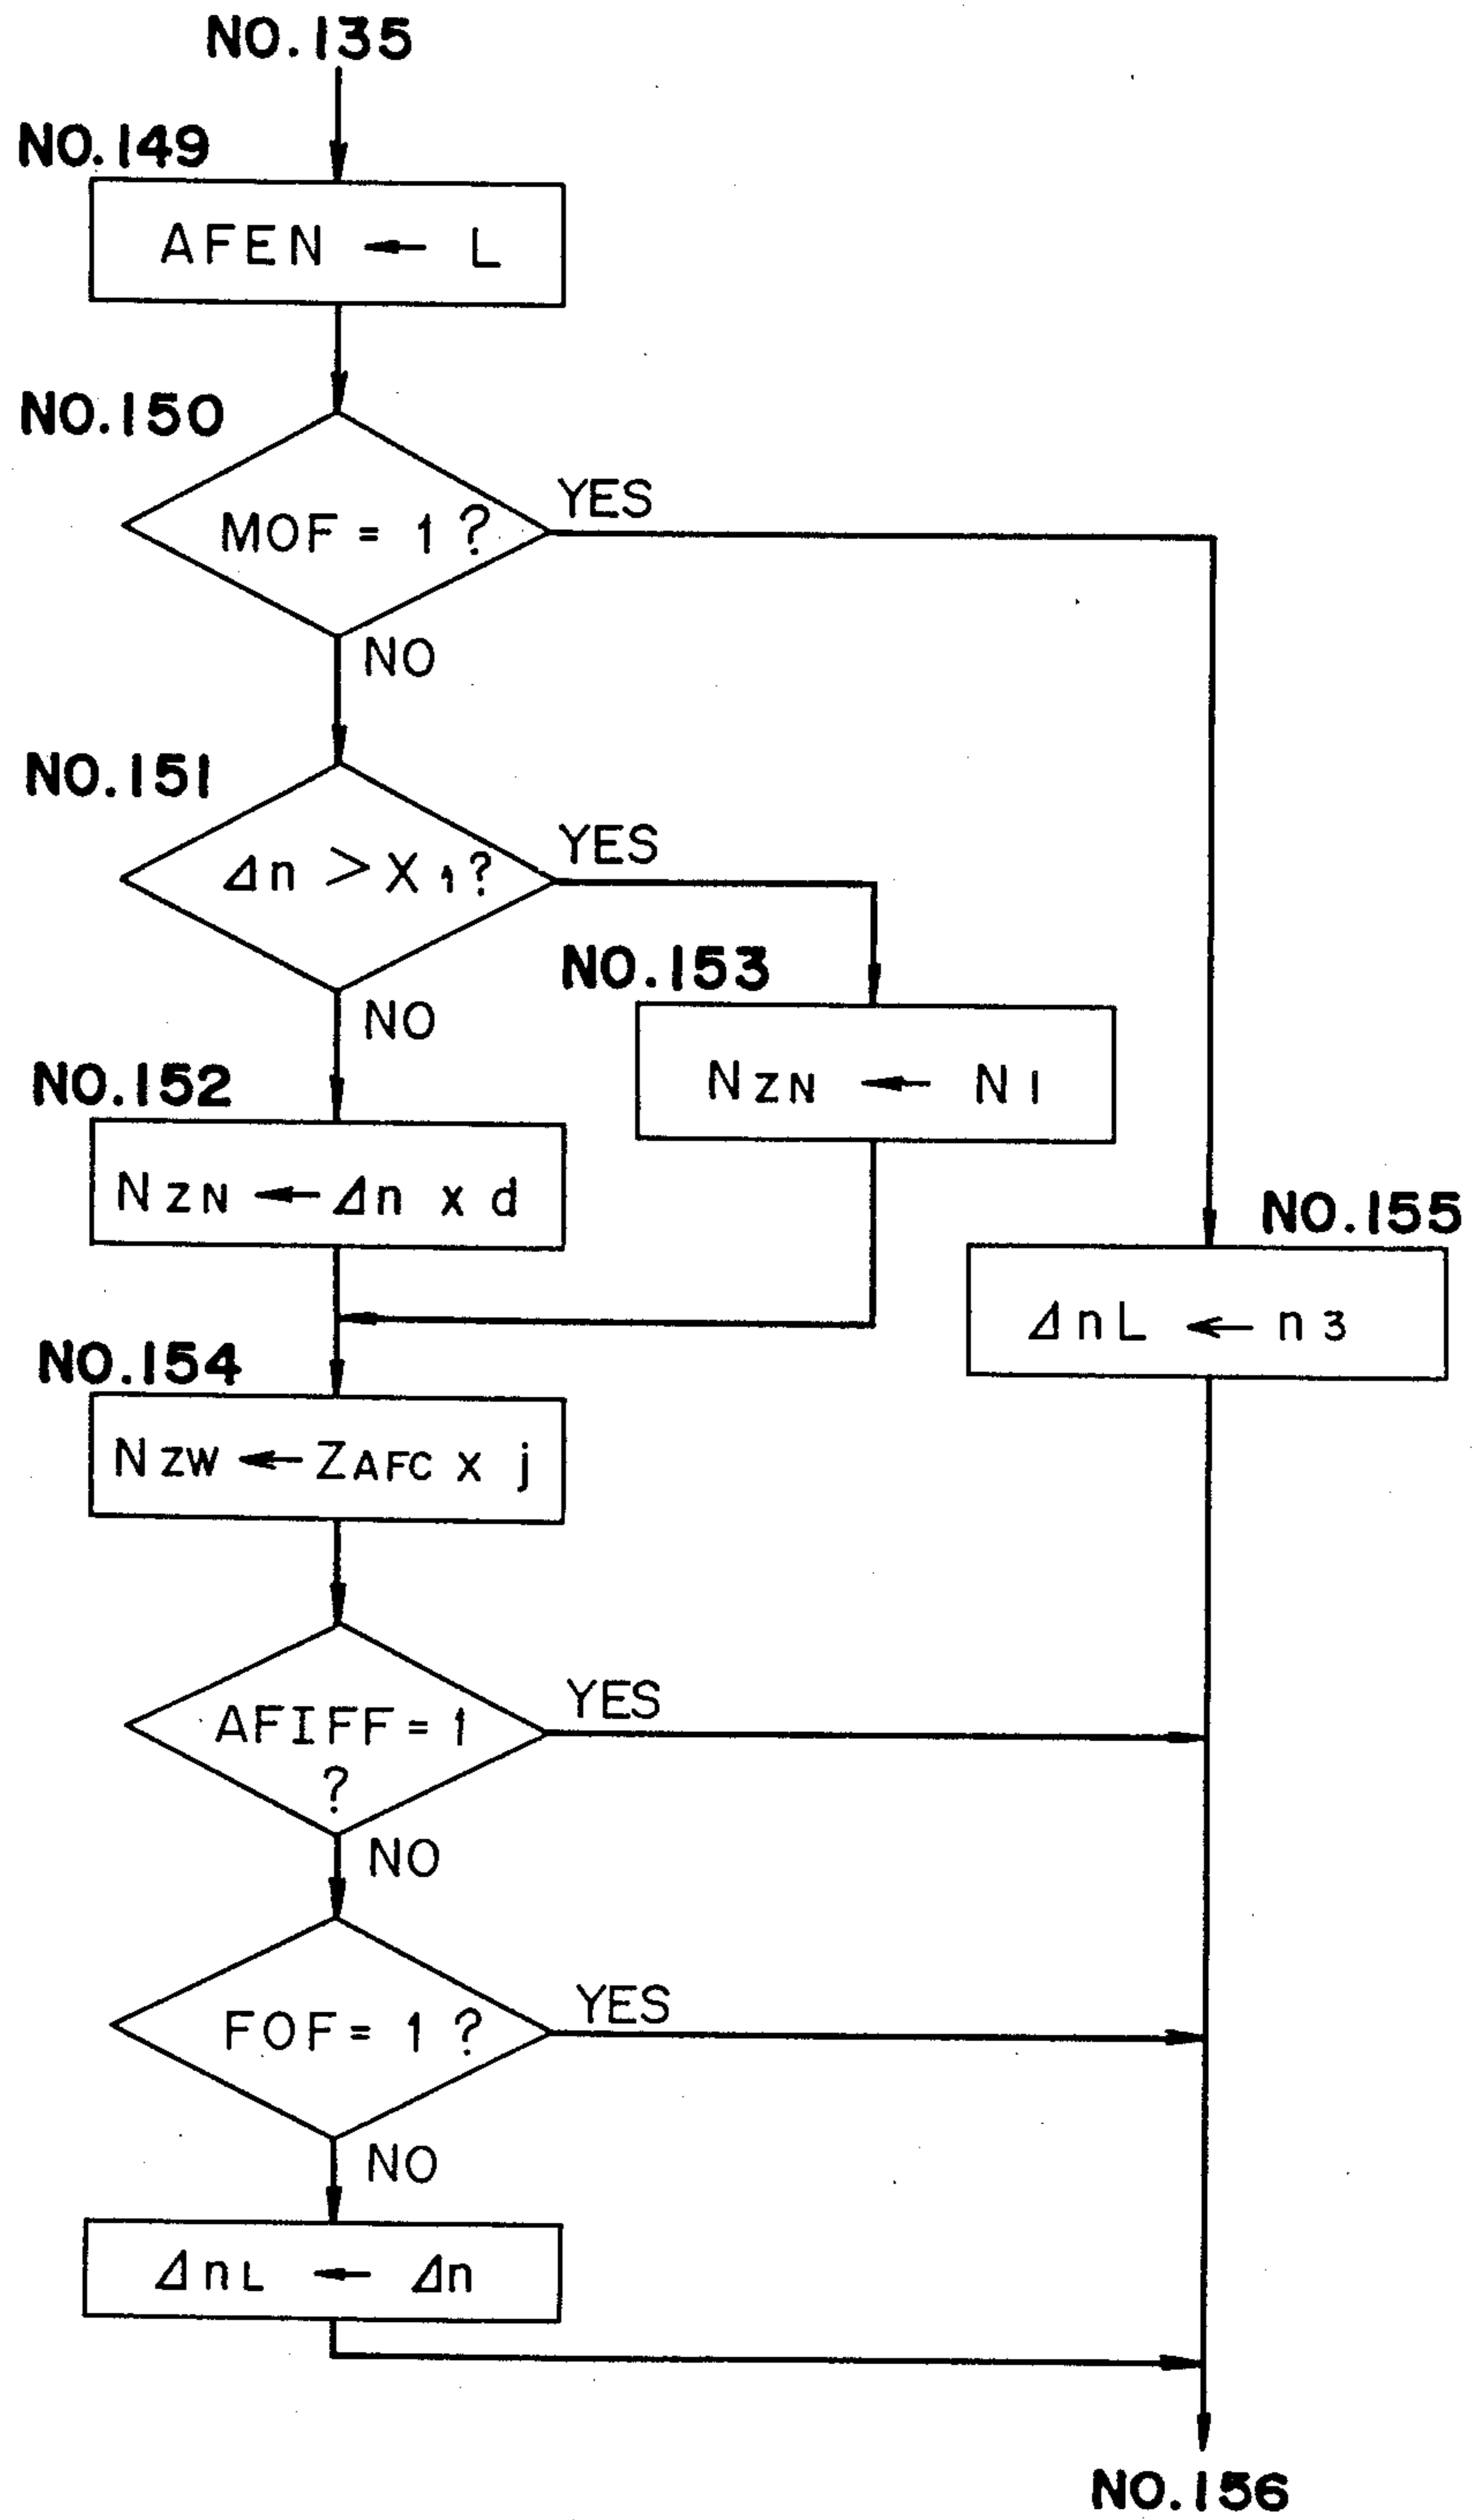 NO.135
NO.149
AFEN ← L
NO.150
MOF = 1 ?
YES
NO
NO.151
Δn > X1?
YES
NO
NO.153
NZN ← N1
NO.152
NZN ← Δn x d
NO.155
ΔnL ← n3
NO.154
NZW ← ZAFC x j
AFIFF = 1
?
YES
NO
FOF = 1 ?
YES
NO
ΔnL ← Δn
NO.156